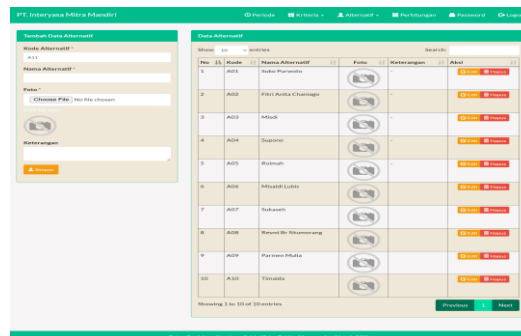 PT. Interyasa Mitra Mandiri
Periode Kriteria Alternatif Perhitungan Password Logout
Tambah Data Alternatif
Kode Alternatif *
A11
Nama Alternatif *
Foto *
Choose File No file chosen
Keterangan
Simpan
Data Alternatif
Show 10 entries Search:
No Kode Nama Alternatif Foto Keterangan Aksi
1 A01 Suko Purwoto - Edit Hapus
2 A02 Fitri Anita Chaniago - Edit Hapus
3 A03 Misdi - Edit Hapus
4 A04 Supono - Edit Hapus
5 A05 Rolmah - Edit Hapus
6 A06 Misaldi Lubis Edit Hapus
7 A07 Sukaseh Edit Hapus
8 A08 Resmi Br Situmorang Edit Hapus
9 A09 Parmen Mulia Edit Hapus
10 A10 Timaida Edit Hapus
Showing 1 to 10 of 10 entries
Previous 1 Next